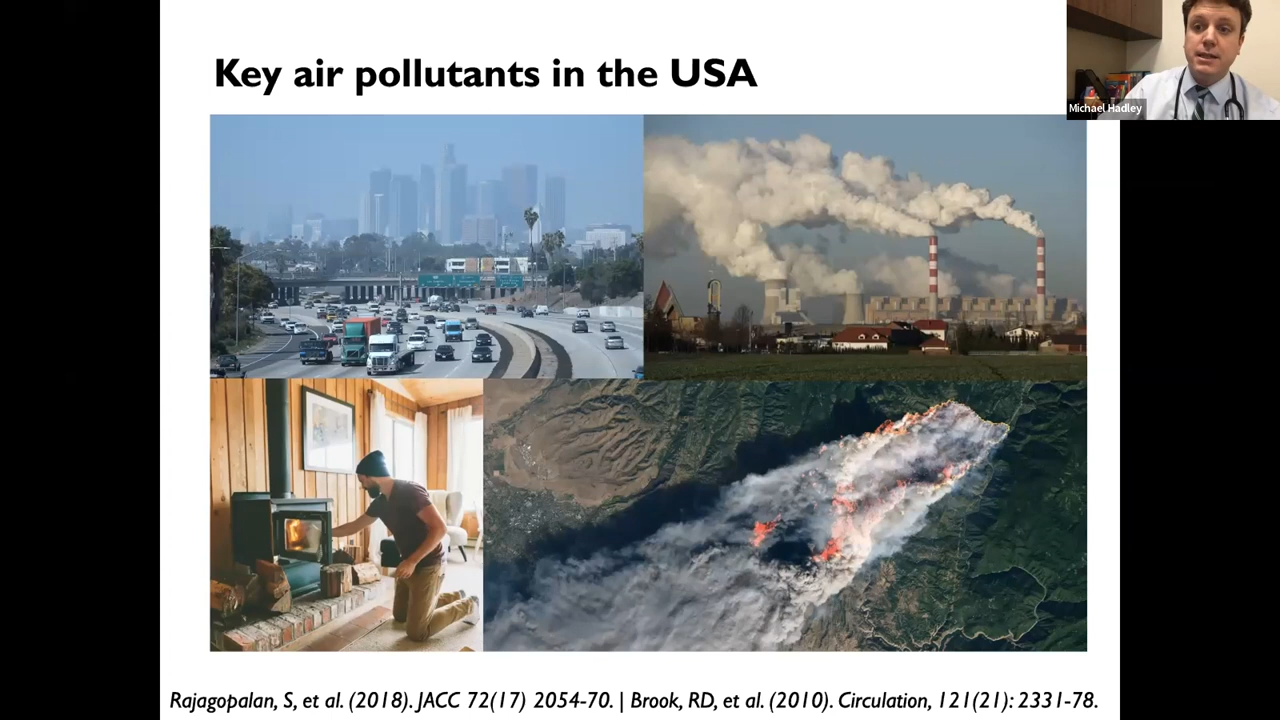 Key air pollutants in the USA
Michael Hadley
Rajagopalan, S, et al. (2018). JACC 72(17) 2054-70. | Brook, RD, et al. (2010). Circulation, 121(21): 2331-78.